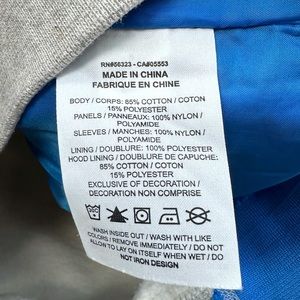 RN#56323 - CA#05553
MADE IN CHINA
FABRIQUE EN CHINE
BODY / CORPS: 85% COTTON / COTON
15% POLYESTER
PANELS / PANNEAUX: 100% NYLON /
POLYAMIDE
SLEEVES / MANCHES: 100% NYLON /
POLYAMIDE
LINING / DOUBLURE: 100% POLYESTER
HOOD LINING / DOUBLURE DE CAPUCHE:
85% COTTON / COTON
15% POLYESTER
EXCLUSIVE OF DECORATION /
DECORATION NON COMPRISE
WASH INSIDE OUT / WASH WITH LIKE
COLORS / REMOVE IMMEDIATELY / DO NOT
ALLOW TO LAY ON ITSELF WHEN WET / DO
NOT IRON DESIGN